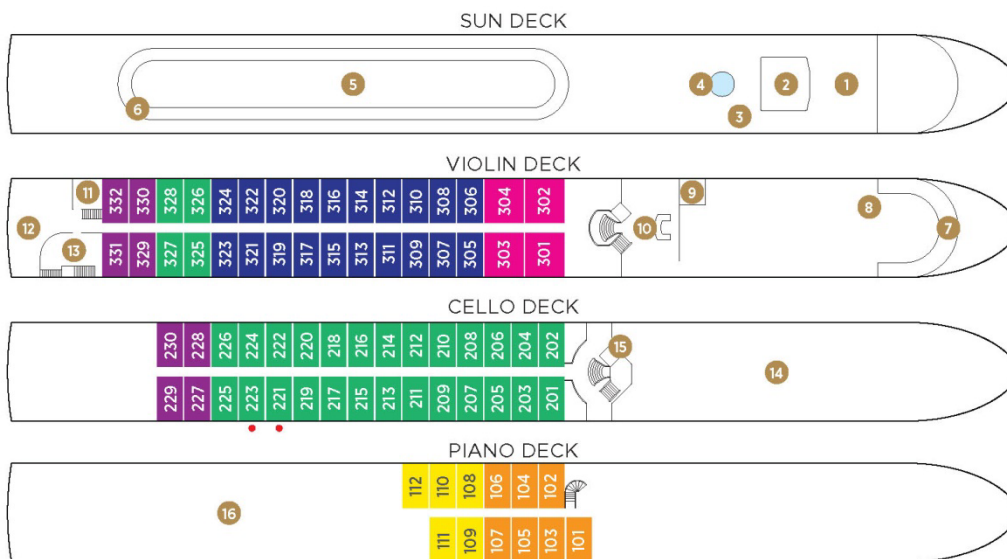 SUN DECK
6 5 4 3 2 1
VIOLIN DECK
11 332 330 328 326 324 322 320 318 316 314 312 310 308 306 304 302 9 8
12 13 10 7
331 329 327 325 323 321 319 317 315 313 311 309 307 305 303 301
CELLO DECK
230 228 226 224 222 220 218 216 214 212 210 208 206 204 202 15
14
229 227 225 223 221 219 217 215 213 211 209 207 205 203 201
PIANO DECK
112 110 108 106 104 102
16
111 109 107 105 103 101